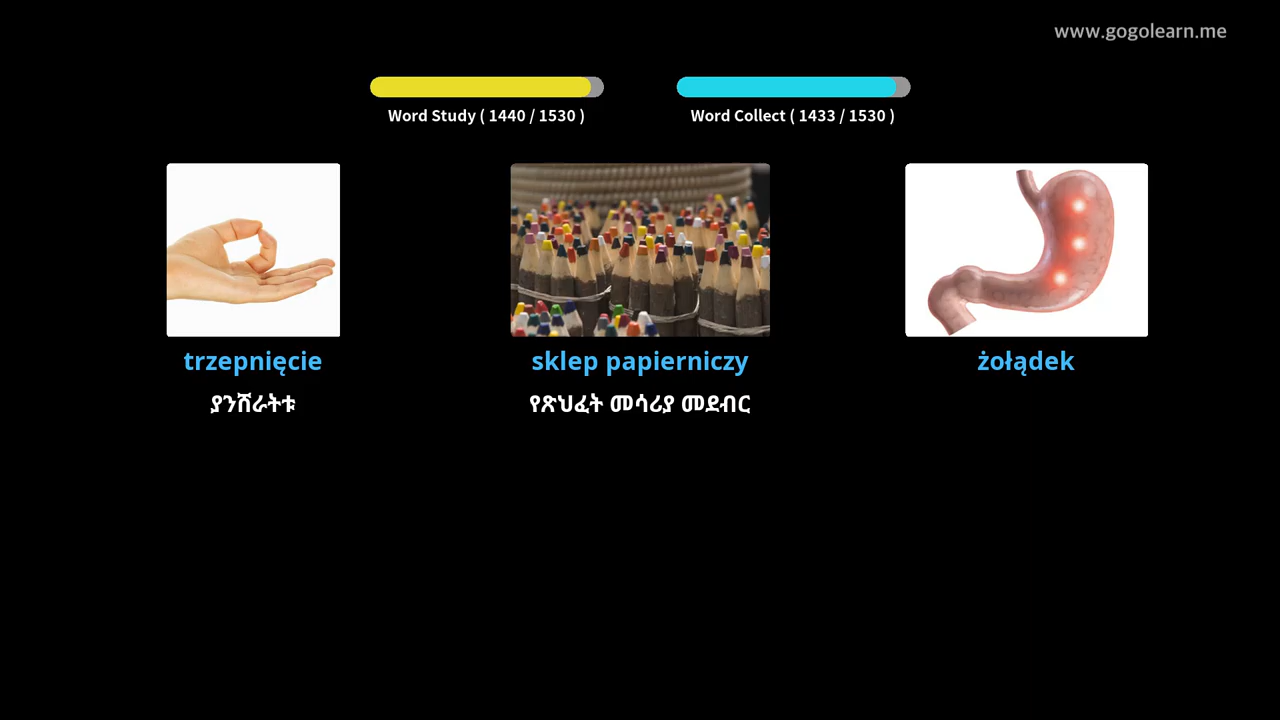 www.gogolearn.me
Word Study ( 1440 / 1530 )
Word Collect ( 1433 / 1530 )
trzepnięcie
sklep papierniczy
żołądek
ያንሸራትቱ
የጽህፈት መሳሪያ መደብር